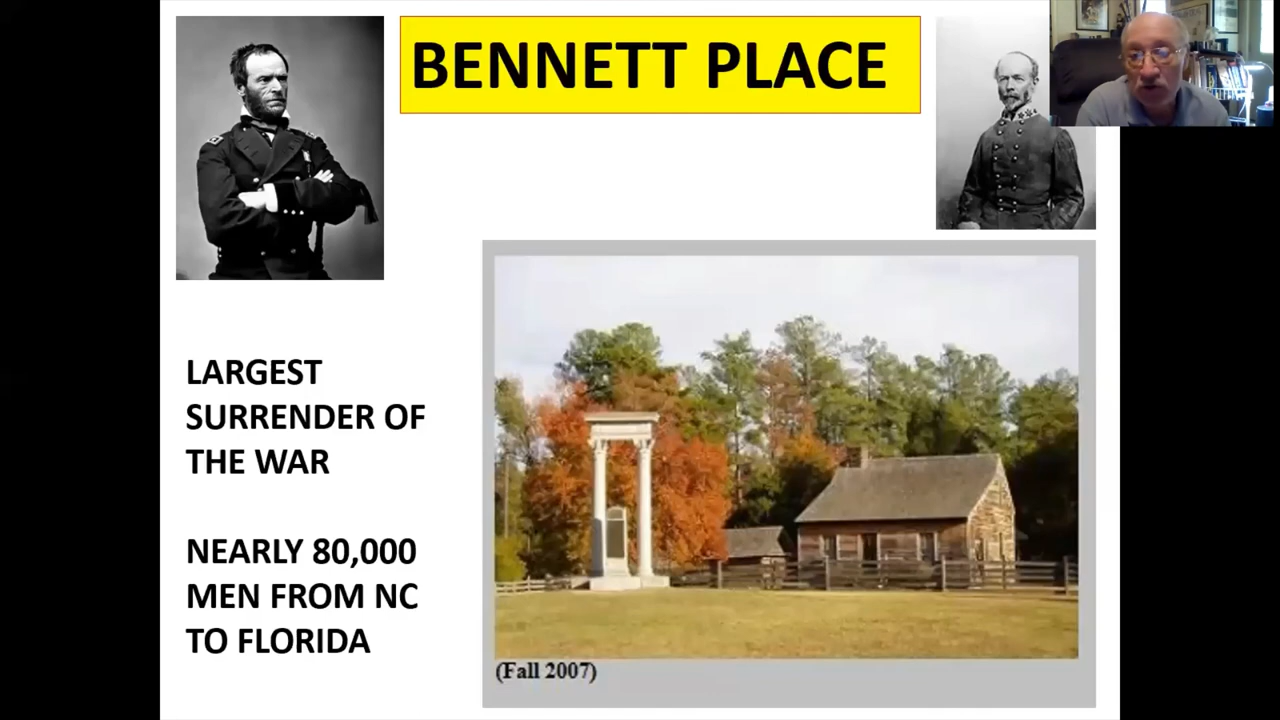 BENNETT PLACE
LARGEST
SURRENDER OF
THE WAR
NEARLY 80,000
MEN FROM NC
TO FLORIDA
(Fall 2007)